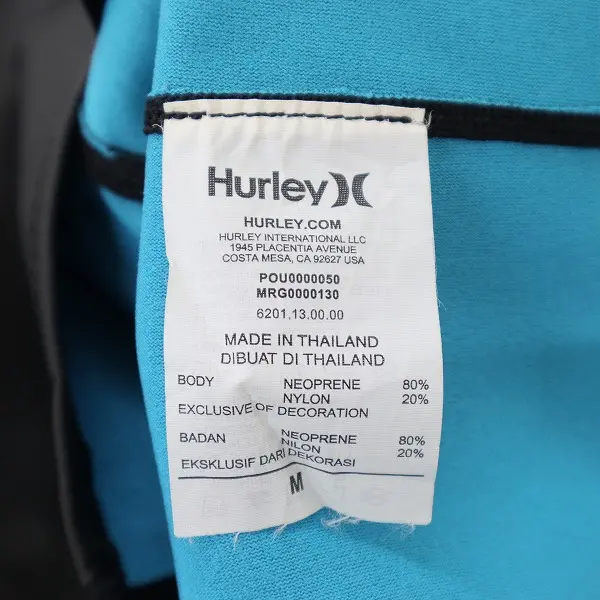 Hurley
HURLEY.COM
HURLEY INTERNATIONAL LLC
1945 PLACENTIA AVENUE
COSTA MESA, CA 92627 USA
POU0000050
MRG0000130
6201,13.00.00
MADE IN THAILAND
DIBUAT DI THAILAND
BODY NEOPRENE 80%
NYLON 20%
EXCLUSIVE OF DECORATION
BADAN NEOPRENE 80%
NILON 20%
EKSKLUSIF DARI DEKORASI
M